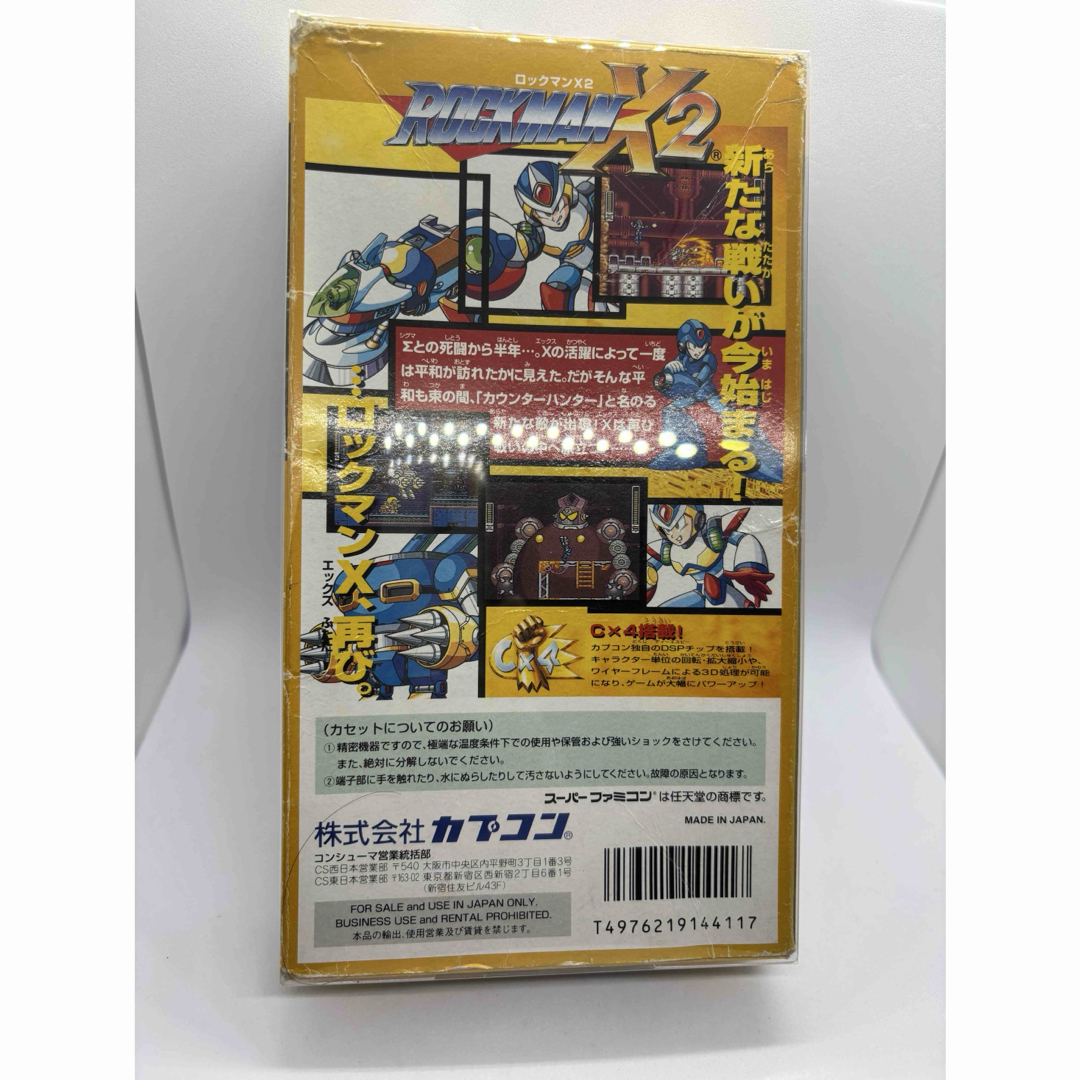 ロックマンX2
ROCKMAN X2®
新たな戦いが今始まる!
Σとの死闘から半年…。Xの活躍によって一度
は平和が訪れたかに見えた。だがそんな平
和も束の間、「カウンターハンター」と名のる
新たな敵が出現!Xは再び
…ロックマンX、再び。
C×4
C×4搭載!
カプコン独自のDSPチップを搭載!
キャラクター単位の回転・拡大縮小や、
ワイヤーフレームによる3D処理が可能
になり、ゲームが大幅にパワーアップ!
(カセットについてのお願い)
①精密機器ですので、極端な温度条件下での使用や保管および強いショックをさけてください。
また、絶対に分解しないでください。
②端子部に手を触れたり、水にぬらしたりして汚さないようにしてください。故障の原因となります。
スーパーファミコン®は任天堂の商標です。
株式会社カプコン®
MADE IN JAPAN.
コンシューマ営業統括部
CS西日本営業部 〒540 大阪市中央区内平野町3丁目1番3号
CS東日本営業部 〒163-02 東京都新宿区西新宿2丁目6番1号
(新宿住友ビル43F)
FOR SALE and USE IN JAPAN ONLY.
BUSINESS USE and RENTAL PROHIBITED.
本品の輸出、使用営業及び賃貸を禁じます。
T4976219144117